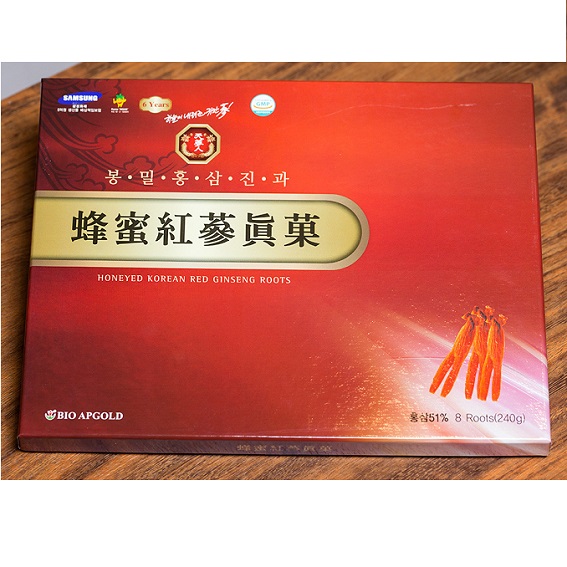 SAMSUNG
6 Years
GMP
봉·밀·홍·삼·진·과
蜂蜜紅蔘眞菓
HONEYED KOREAN RED GINSENG ROOTS
BIO APGOLD
홍삼51% 8 Roots(240g)